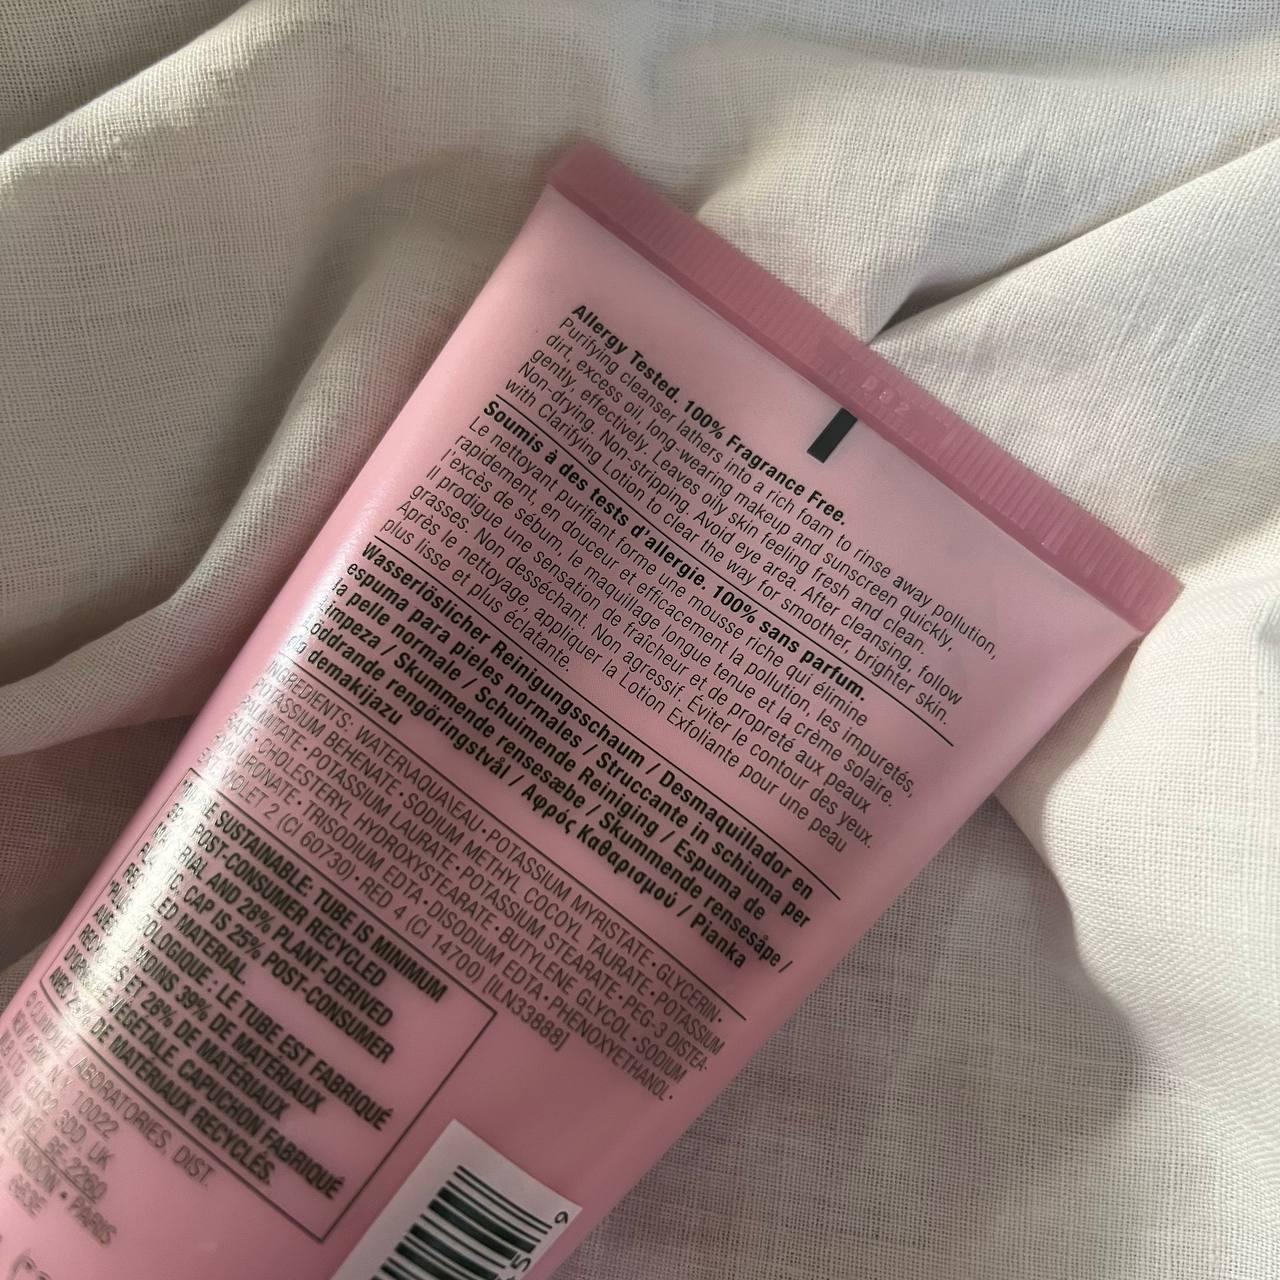 Allergy Tested. 100% Fragrance Free.
Purifying cleanser lathers into a rich foam to rinse away pollution,
dirt, excess oil, long-wearing makeup and sunscreen quickly,
gently, effectively. Leaves oily skin feeling fresh and clean.
Non-drying. Non-stripping. Avoid eye area. After cleansing, follow
with Clarifying Lotion to clear the way for smoother, brighter skin.
Soumis à des tests d'allergie. 100% sans parfum.
Le nettoyant purifiant forme une mousse riche qui élimine
rapidement, en douceur et efficacement la pollution, les impuretés,
l'excès de sébum, le maquillage longue tenue et la crème solaire.
Il prodigue une sensation de fraîcheur et de propreté aux peaux
grasses. Non desséchant. Non agressif. Éviter le contour des yeux.
Après le nettoyage, appliquer la Lotion Exfoliante pour une peau
plus lisse et plus éclatante.
Wasserlöslicher Reinigungsschaum / Desmaquillador en
espuma para pieles normales / Struccante in schiuma per
la pelle normale / Schuimende Reiniging / Espuma de
limpeza / Skummende rensesæbe / Skummende rensesåpe /
Löddrande rengöringstvål / Αφρός Καθαρισμού / Pianka
do demakijażu
INGREDIENTS: WATER\AQUA\EAU • POTASSIUM MYRISTATE • GLYCERIN •
POTASSIUM BEHENATE • SODIUM METHYL COCOYL TAURATE • POTASSIUM
PALMITATE • POTASSIUM LAURATE • POTASSIUM STEARATE • PEG-3 DISTEA-
CHOLESTERYL HYDROXYSTEARATE • BUTYLENE GLYCOL • SODIUM
HYALURONATE • TRISODIUM EDTA • DISODIUM EDTA • PHENOXYETHANOL •
VIOLET 2 (CI 60730) • RED 4 (CI 14700) [ILN33888]
*MORE SUSTAINABLE: TUBE IS MINIMUM
POST-CONSUMER RECYCLED
MATERIAL AND 28% PLANT-DERIVED
PLASTIC. CAP IS 25% POST-CONSUMER
RECYCLED MATERIAL.
*PLUS ÉCOLOGIQUE : LE TUBE EST FABRIQUÉ
AVEC AU MOINS 39% DE MATÉRIAUX
RECYCLÉS ET 28% DE MATÉRIAUX
D'ORIGINE VÉGÉTALE. CAPUCHON FABRIQUÉ
DE MATÉRIAUX RECYCLÉS.
© CLINIQUE LABORATORIES, DIST.
N.Y. 10022
3DD, UK
BE-2260
LONDON • PARIS
6